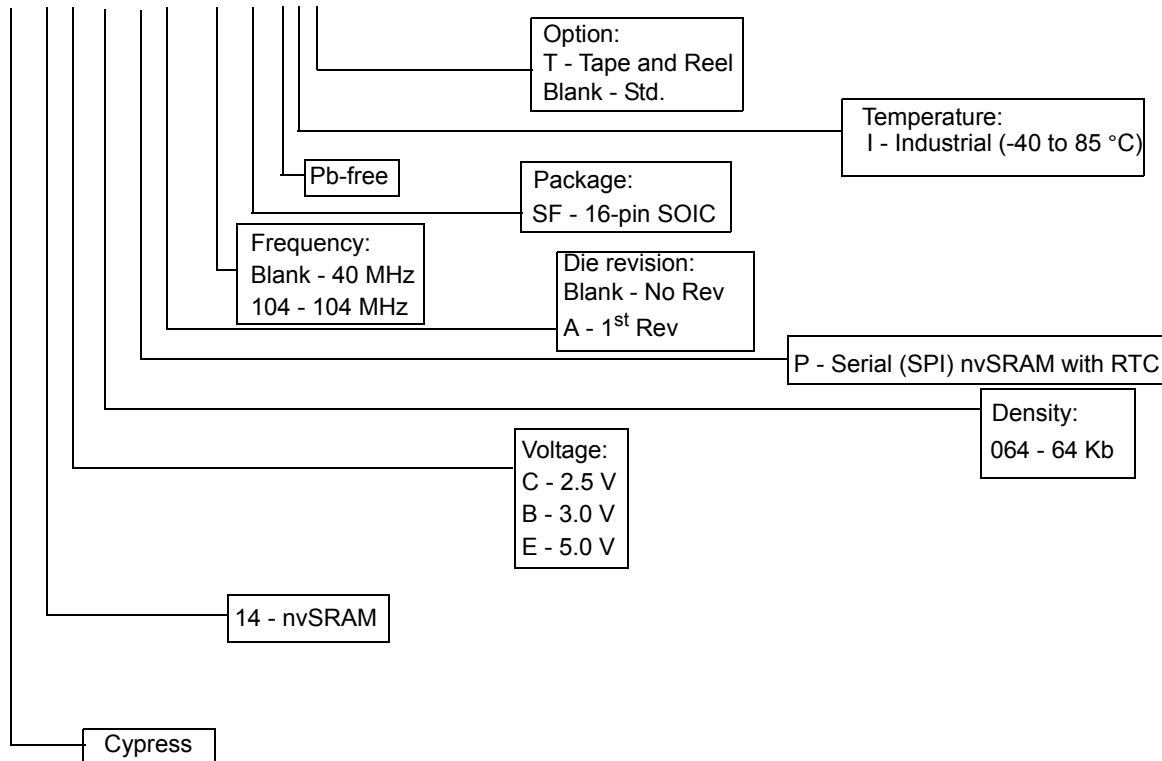 Option:
T - Tape and Reel
Blank - Std.
Temperature:
I - Industrial (-40 to 85 °C)
Pb-free
Package:
SF - 16-pin SOIC
Frequency:
Blank - 40 MHz
104 - 104 MHz
Die revision:
Blank - No Rev
A - 1st Rev
P - Serial (SPI) nvSRAM with RTC
Density:
064 - 64 Kb
Voltage:
C - 2.5 V
B - 3.0 V
E - 5.0 V
14 - nvSRAM
Cypress